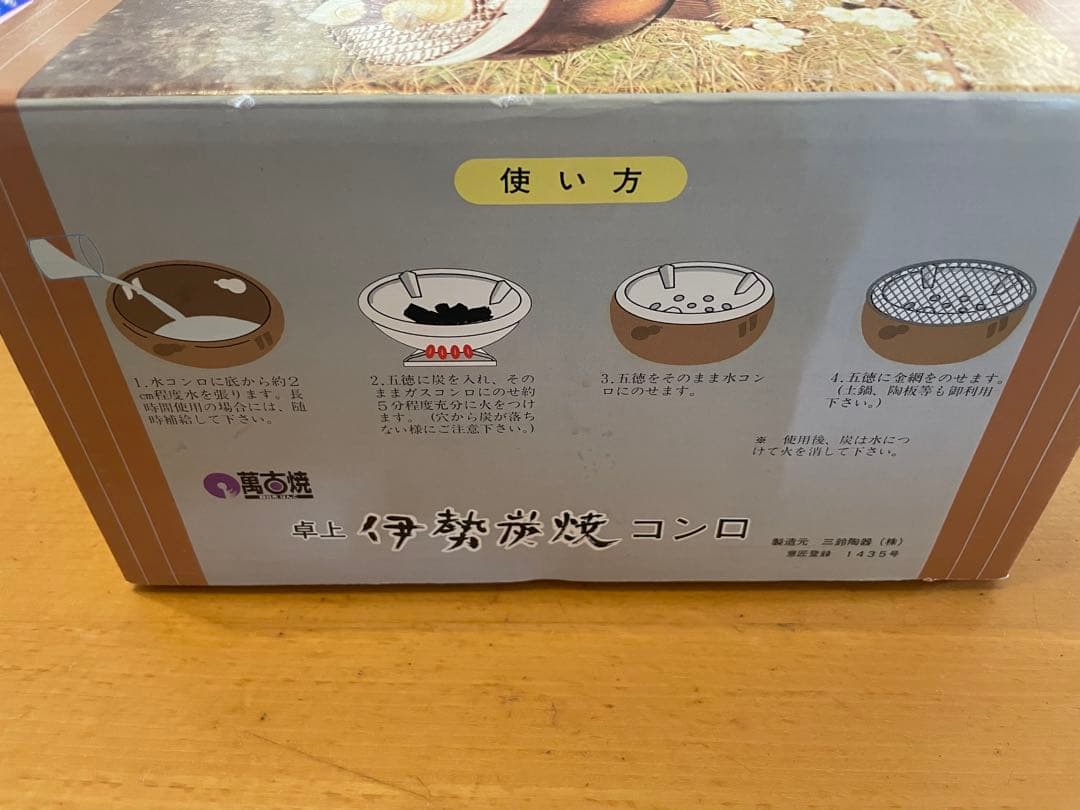 使い方
1.水コンロに底から約2
cm程度水を張ります。長
時間使用の場合には、随
時補給して下さい。
2.五徳に炭を入れ、その
ままガスコンロにのせ約
5分程度充分に火をつけ
ます。(穴から炭が落ち
ない様にご注意下さい。)
3.五徳をそのまま水コン
ロにのせます。
4.五徳に金網をのせます。
(土鍋、陶板等も御利用
下さい。)
※ 使用後、炭は水につ
けて火を消して下さい。
萬古焼
卓上 伊勢炭焼コンロ
製造元 三鈴陶器(株)
意匠登録 1435号